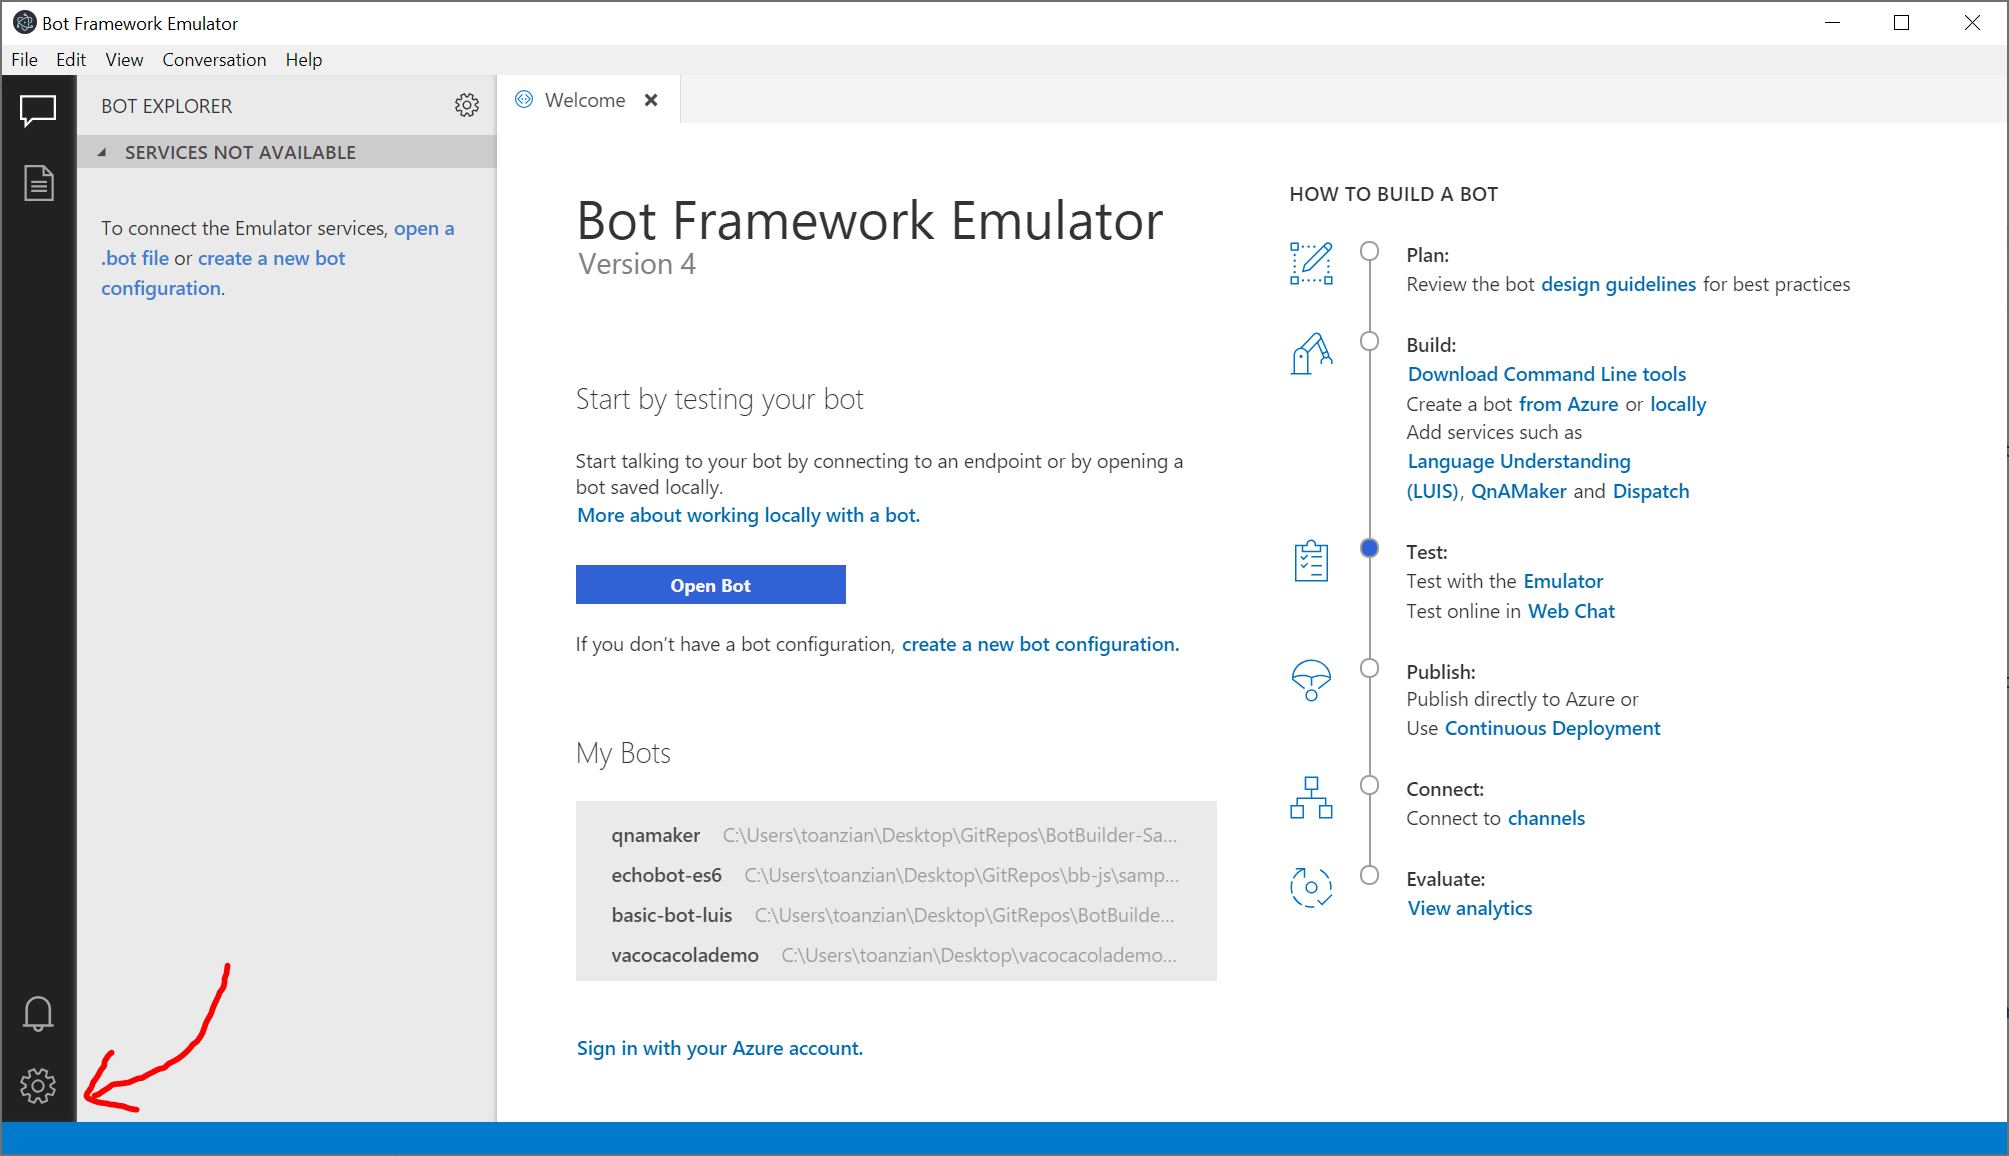 Bot Framework Emulator
File Edit View Conversation Help
BOT EXPLORER
SERVICES NOT AVAILABLE
To connect the Emulator services, open a
.bot file or create a new bot
configuration.
Welcome
Bot Framework Emulator
Version 4
Start by testing your bot
Start talking to your bot by connecting to an endpoint or by opening a
bot saved locally.
More about working locally with a bot.
Open Bot
If you don't have a bot configuration, create a new bot configuration.
My Bots
qnamaker C:\Users\toanzian\Desktop\GitRepos\BotBuilder-Sa...
echobot-es6 C:\Users\toanzian\Desktop\GitRepos\bb-js\samp...
basic-bot-luis C:\Users\toanzian\Desktop\GitRepos\BotBuilde...
vacocacolademo C:\Users\toanzian\Desktop\vacocacolademo...
Sign in with your Azure account.
HOW TO BUILD A BOT
Plan:
Review the bot design guidelines for best practices
Build:
Download Command Line tools
Create a bot from Azure or locally
Add services such as
Language Understanding
(LUIS), QnAMaker and Dispatch
Test:
Test with the Emulator
Test online in Web Chat
Publish:
Publish directly to Azure or
Use Continuous Deployment
Connect:
Connect to channels
Evaluate:
View analytics